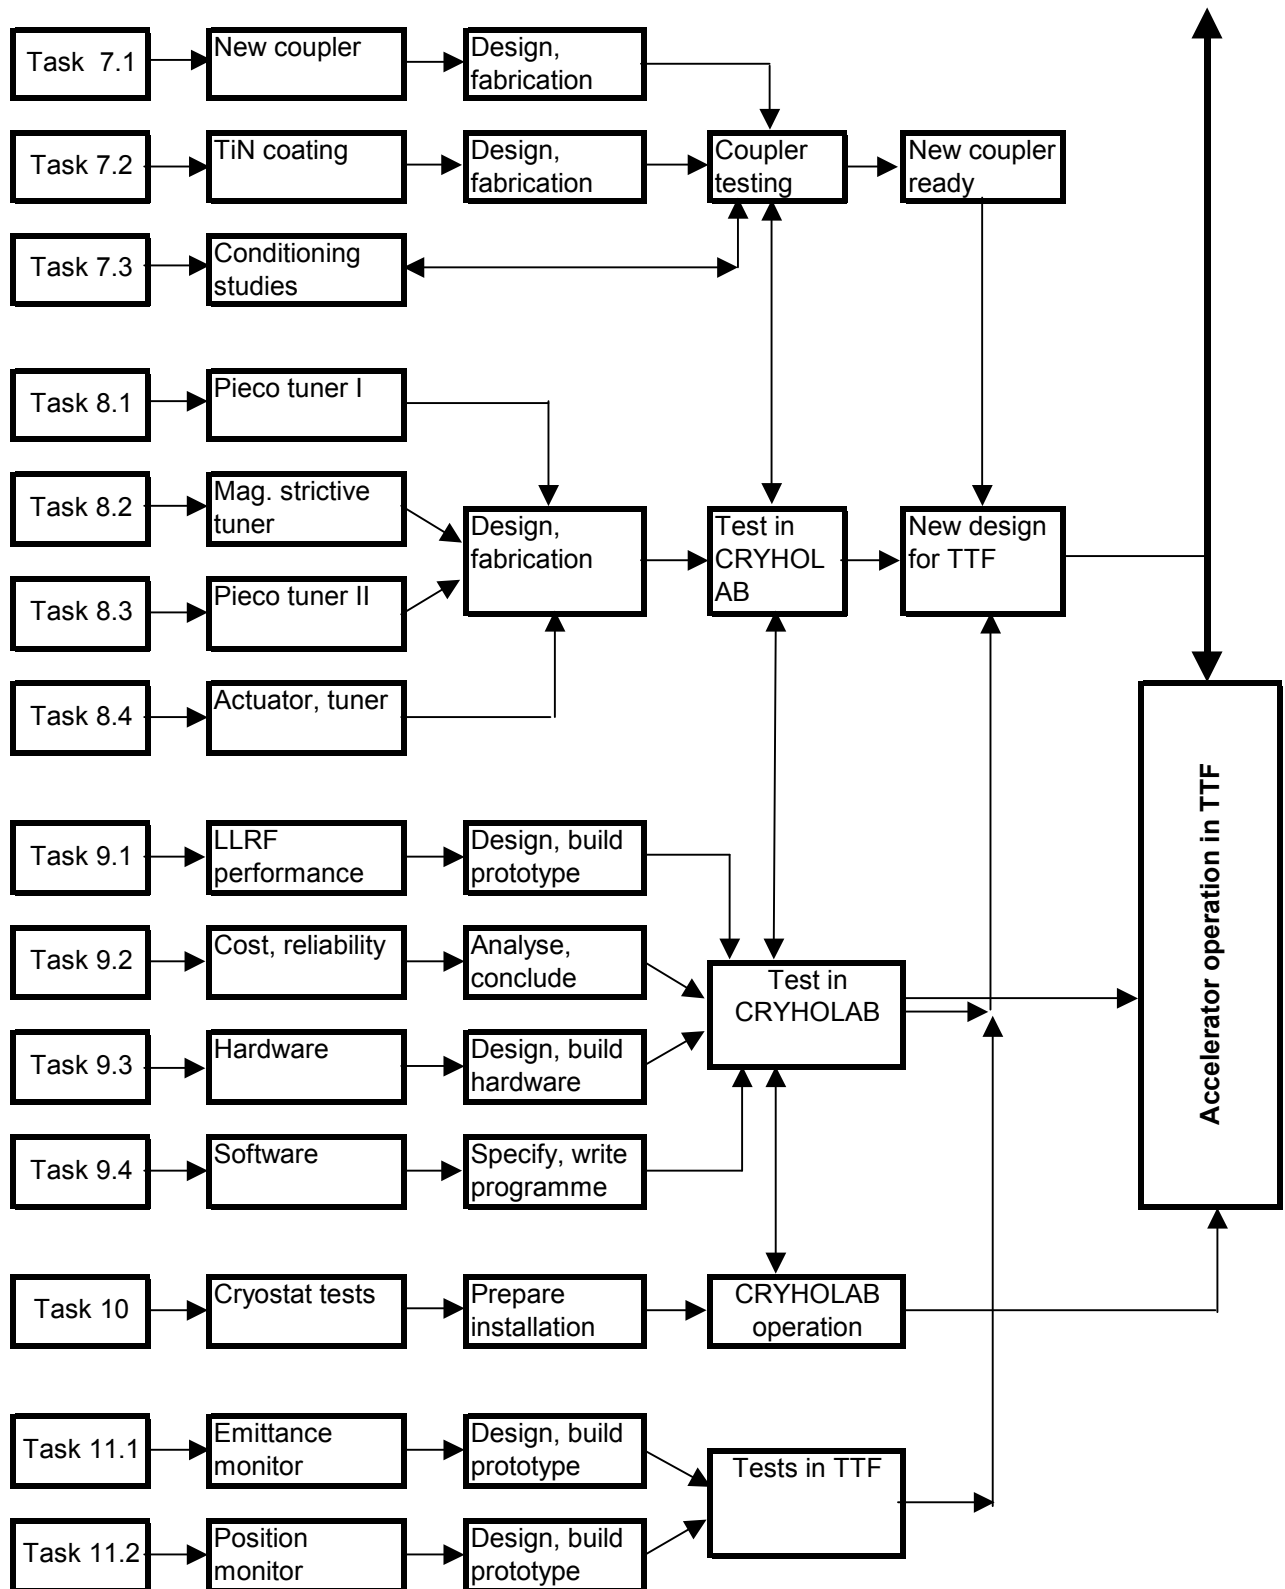 Task 7.1
New coupler
Design,
fabrication
Task 7.2
TiN coating
Design,
fabrication
Coupler
testing
New coupler
ready
Task 7.3
Conditioning
studies
Task 8.1
Pieco tuner I
Task 8.2
Mag. strictive
tuner
Design,
fabrication
Test in
CRYHOL
AB
New design
for TTF
Task 8.3
Pieco tuner II
Task 8.4
Actuator, tuner
Accelerator operation in TTF
Task 9.1
LLRF
performance
Design, build
prototype
Task 9.2
Cost, reliability
Analyse,
conclude
Test in
CRYHOLAB
Task 9.3
Hardware
Design, build
hardware
Task 9.4
Software
Specify, write
programme
Task 10
Cryostat tests
Prepare
installation
CRYHOLAB
operation
Task 11.1
Emittance
monitor
Design, build
prototype
Tests in TTF
Task 11.2
Position
monitor
Design, build
prototype